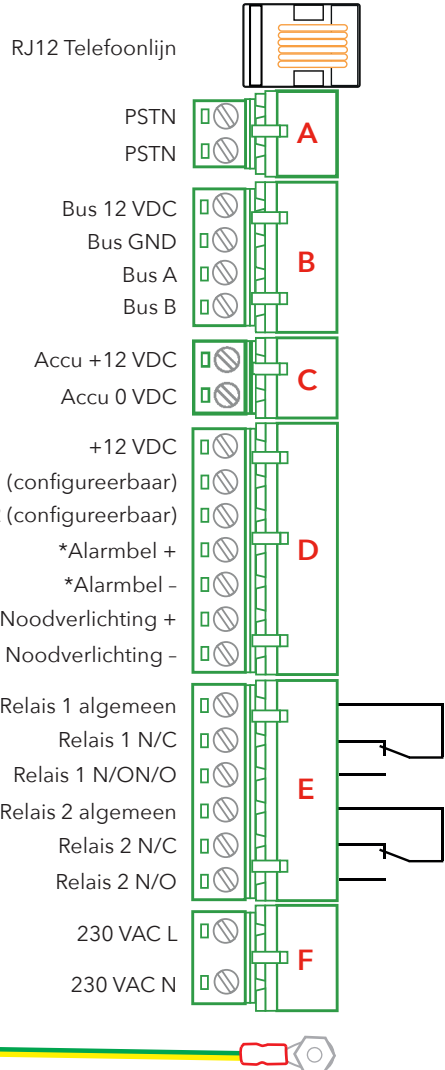 RJ12 Telefoonlijn
PSTN
PSTN
A
Bus 12 VDC
Bus GND
Bus A
Bus B
B
Accu +12 VDC
Accu 0 VDC
C
+12 VDC
(configureerbaar)
(configureerbaar)
*Alarmbel +
*Alarmbel –
Noodverlichting +
Noodverlichting –
D
Relais 1 algemeen
Relais 1 N/C
Relais 1 N/ON/O
Relais 2 algemeen
Relais 2 N/C
Relais 2 N/O
E
230 VAC L
230 VAC N
F